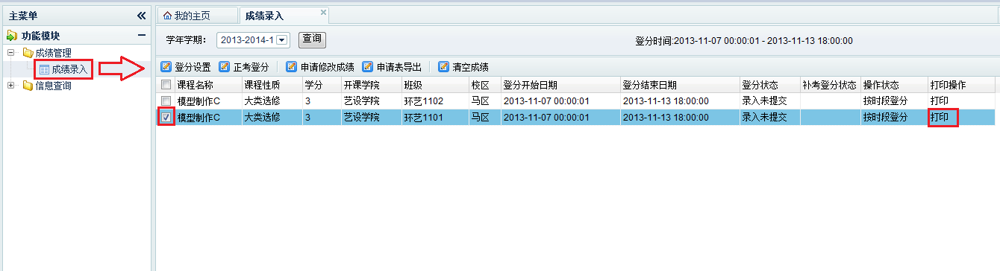 主菜单
功能模块
成绩管理
成绩录入
信息查询
我的主页 成绩录入
学年学期: 2013-2014-1 查询 登分时间:2013-11-07 00:00:01 - 2013-11-13 18:00:00
登分设置 正考登分 申请修改成绩 申请表导出 清空成绩
课程名称 课程性质 学分 开课学院 班级 校区 登分开始日期 登分结束日期 登分状态 补考登分状态 操作状态 打印操作
模型制作C 大类选修 3 艺设学院 环艺1102 马区 2013-11-07 00:00:01 2013-11-13 18:00:00 录入未提交 按时段登分 打印
模型制作C 大类选修 3 艺设学院 环艺1101 马区 2013-11-07 00:00:01 2013-11-13 18:00:00 录入未提交 按时段登分 打印